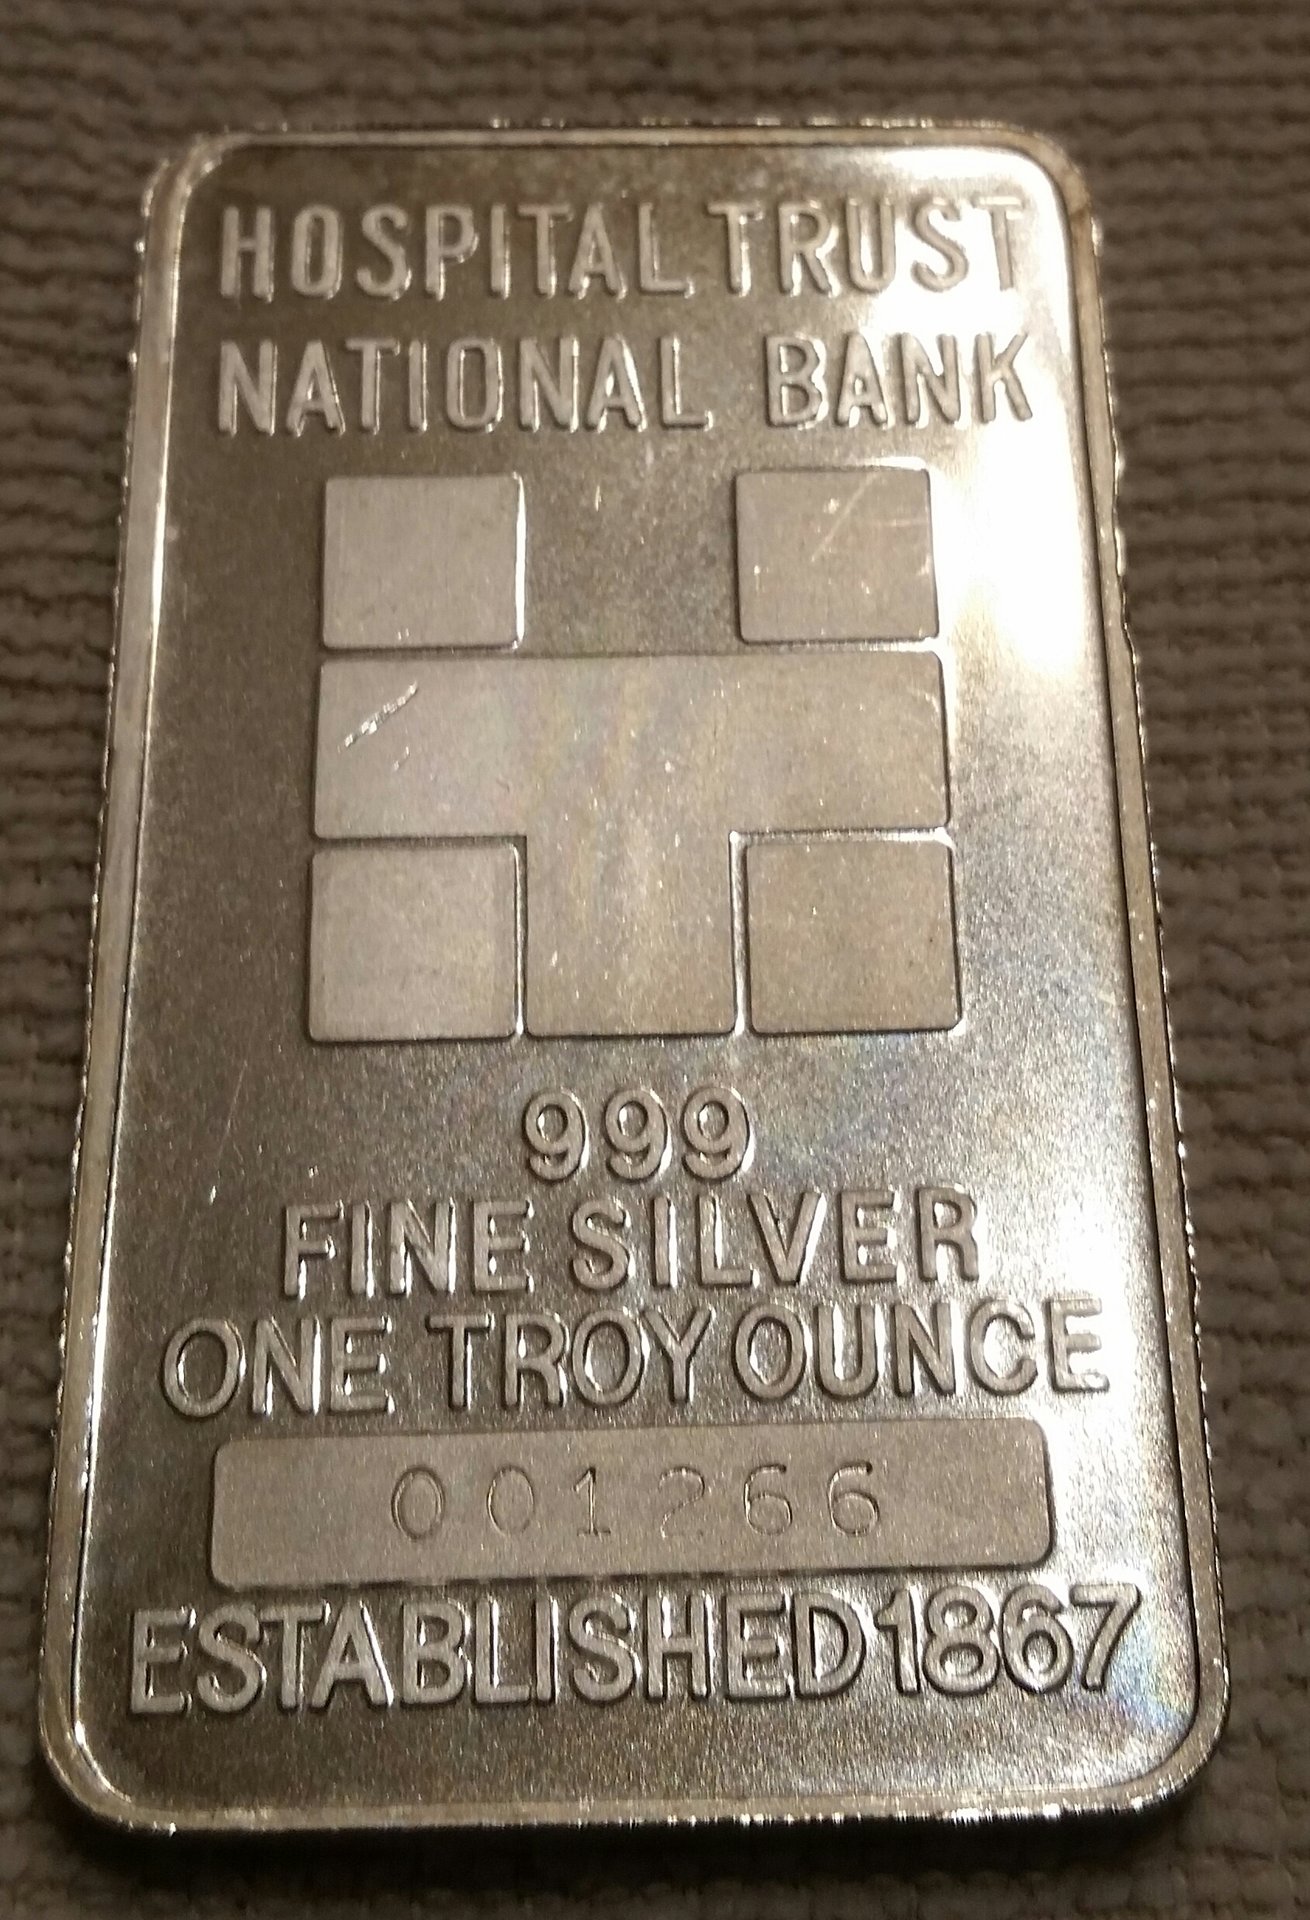 HOSPITAL TRUST
NATIONAL BANK
999
FINE SILVER
ONE TROY OUNCE
001266
ESTABLISHED 1867